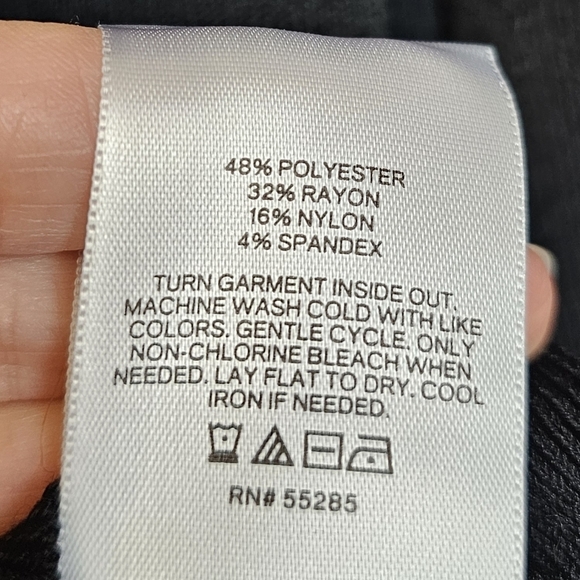 48% POLYESTER
32% RAYON
16% NYLON
4% SPANDEX
TURN GARMENT INSIDE OUT.
MACHINE WASH COLD WITH LIKE
COLORS. GENTLE CYCLE. ONLY
NON-CHLORINE BLEACH WHEN
NEEDED. LAY FLAT TO DRY. COOL
IRON IF NEEDED.
RN# 55285